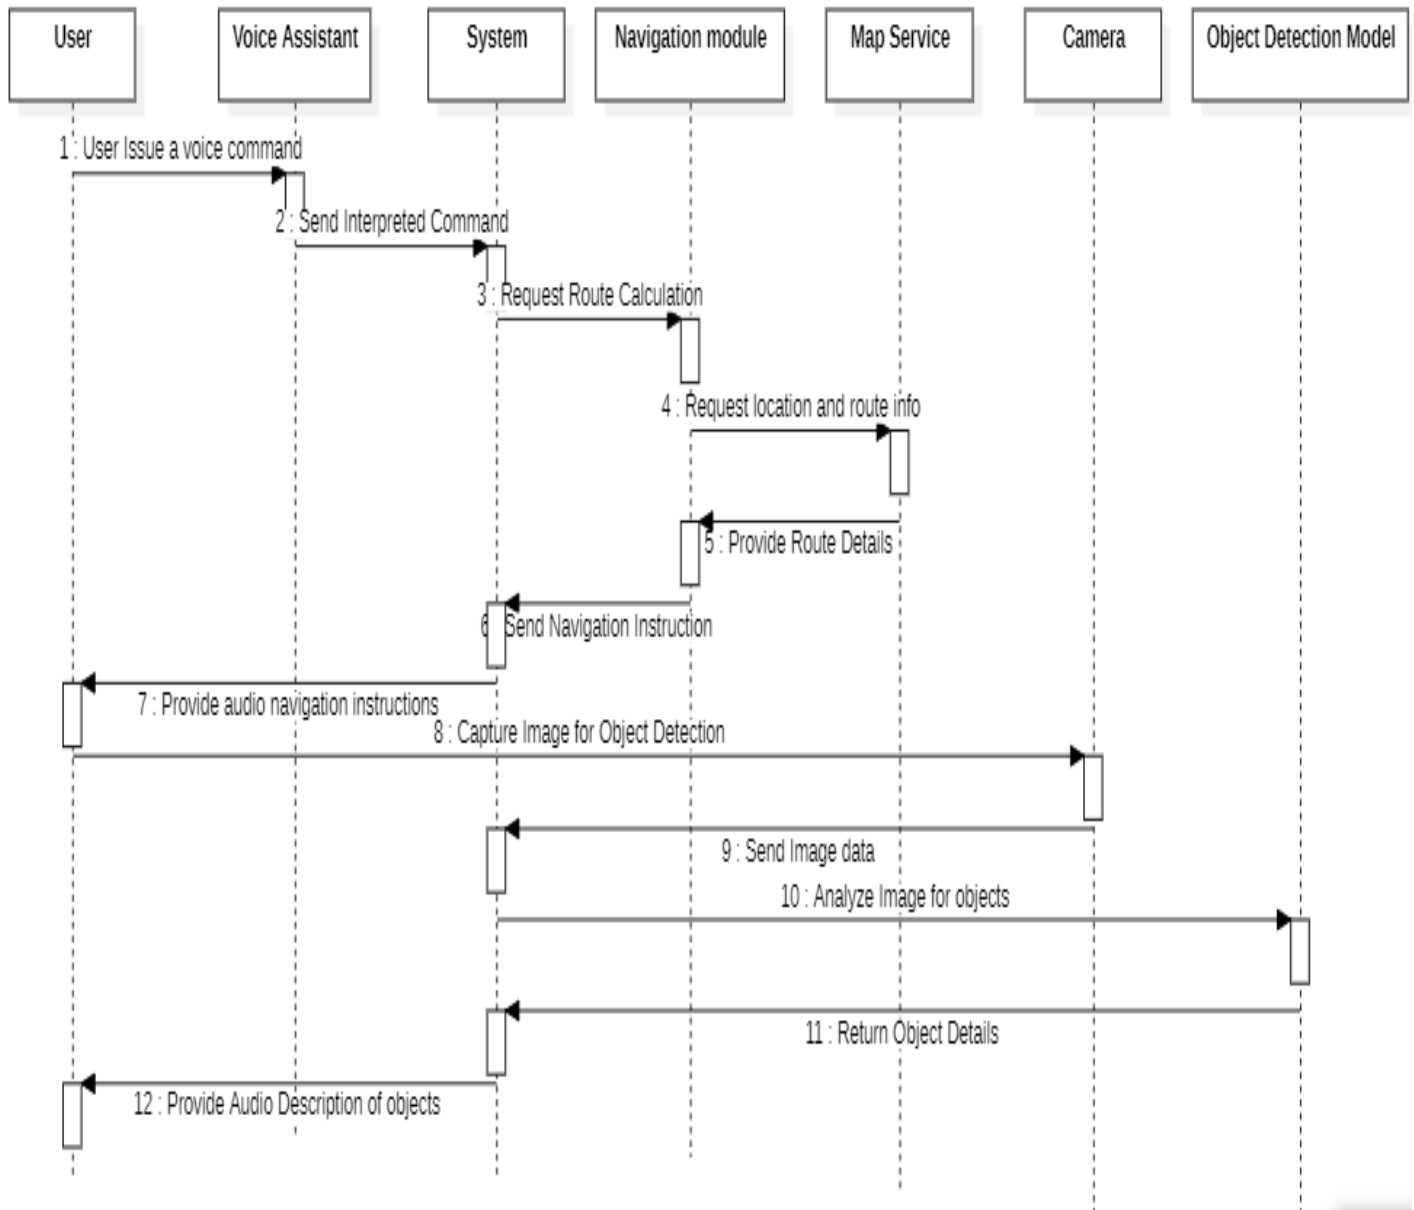 User
Voice Assistant
System
Navigation module
Map Service
Camera
Object Detection Model
1 : User Issue a voice command
2 : Send Interpreted Command
3 : Request Route Calculation
4 : Request location and route info
5 : Provide Route Details
6 Send Navigation Instruction
7 : Provide audio navigation instructions
8 : Capture Image for Object Detection
9 : Send Image data
10 : Analyze Image for objects
11 : Return Object Details
12 : Provide Audio Description of objects